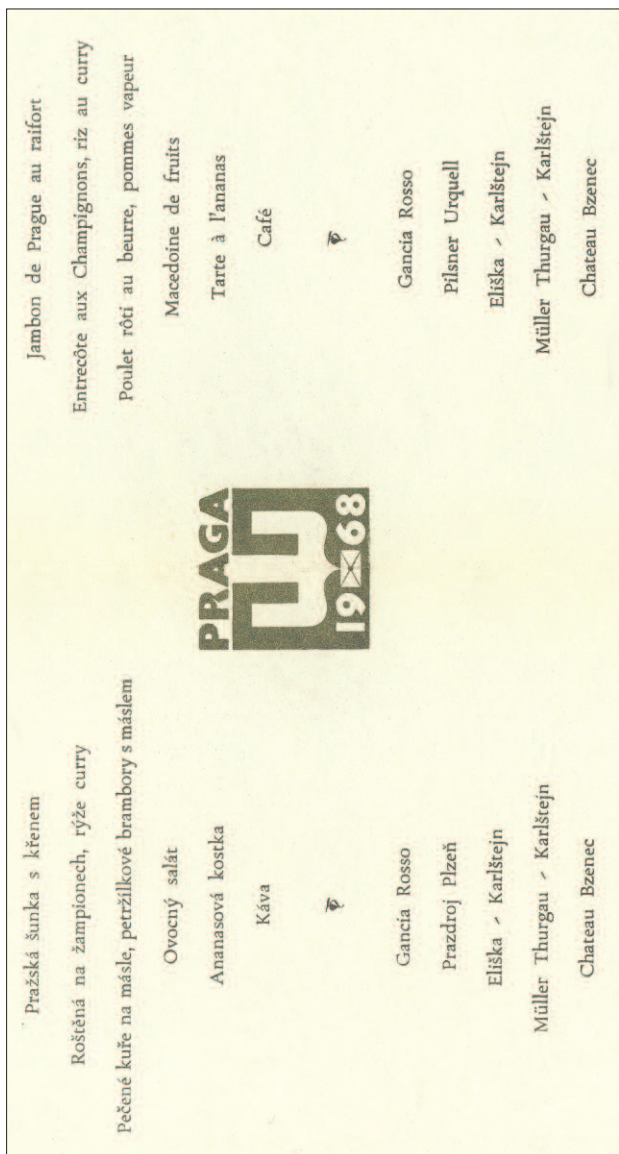 Pražská šunka s křenem
Roštěná na žampionech, rýže curry
Pečené kuře na másle, petržílkové brambory s máslem
Ovocný salát
Ananasová kostka
Káva
Gancia Rosso
Prazdroj Plzeň
Eliška - Karlštejn
Müller Thurgau - Karlštejn
Chateau Bzenec
PRAGA
1968
Jambon de Prague au raifort
Entrecôte aux Champignons, riz au curry
Poulet rôti au beurre, pommes vapeur
Macedoine de fruits
Tarte à l'ananas
Café
Gancia Rosso
Pilsner Urquell
Eliška - Karlštejn
Müller Thurgau - Karlštejn
Chateau Bzenec